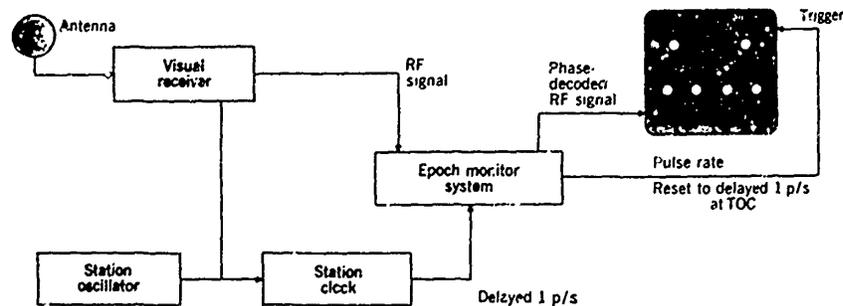 Antenna
Visual
receiver
RF
signal
Phase-
decoded
RF signal
Trigger
Epoch monitor
system
Pulse rate
Reset to delayed 1 p/s
at TOC
Station
oscillator
Station
clock
Delayed 1 p/s